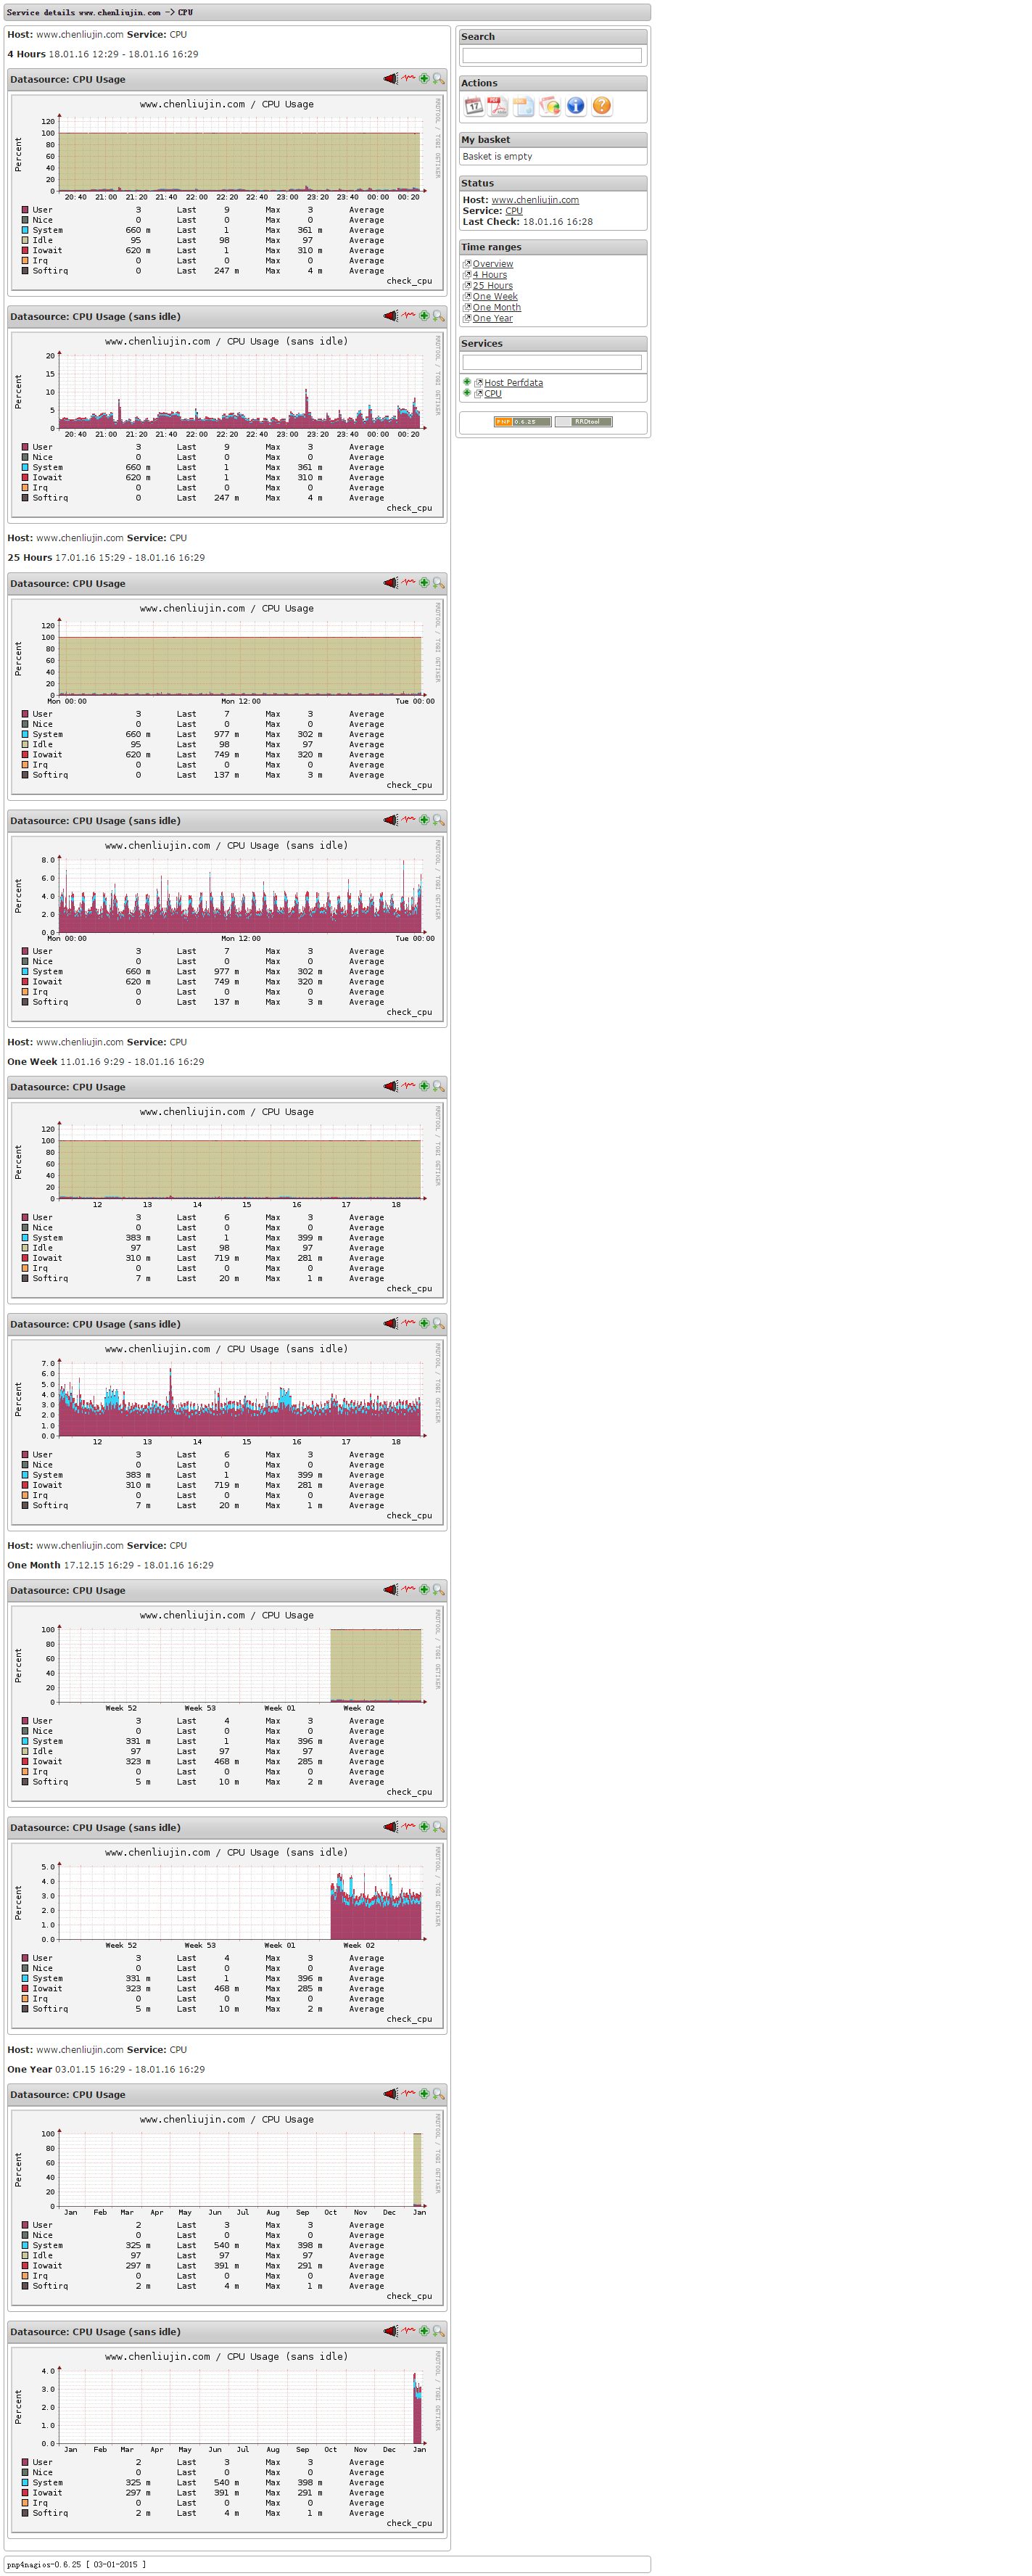 Service details www.chenliujin.com -> CPU
Host: www.chenliujin.com Service: CPU
4 Hours 18.01.16 12:29 - 18.01.16 16:29
Datasource: CPU Usage
www.chenliujin.com / CPU Usage
RRDTOOL / TOBI OETIKER
Percent
120
100
80
60
40
20
0
20:40 21:00 21:20 21:40 22:00 22:20 22:40 23:00 23:20 23:40 00:00 00:20
User 3 Last 9 Max 3 Average
Nice 0 Last 0 Max 0 Average
System 660 m Last 1 Max 361 m Average
Idle 95 Last 98 Max 97 Average
Iowait 620 m Last 1 Max 310 m Average
Irq 0 Last 0 Max 0 Average
Softirq 0 Last 247 m Max 4 m Average
check_cpu
Datasource: CPU Usage (sans idle)
www.chenliujin.com / CPU Usage (sans idle)
RRDTOOL / TOBI OETIKER
Percent
20
15
10
5
0
20:40 21:00 21:20 21:40 22:00 22:20 22:40 23:00 23:20 23:40 00:00 00:20
User 3 Last 9 Max 3 Average
Nice 0 Last 0 Max 0 Average
System 660 m Last 1 Max 361 m Average
Iowait 620 m Last 1 Max 310 m Average
Irq 0 Last 0 Max 0 Average
Softirq 0 Last 247 m Max 4 m Average
check_cpu
Host: www.chenliujin.com Service: CPU
25 Hours 17.01.16 15:29 - 18.01.16 16:29
Datasource: CPU Usage
www.chenliujin.com / CPU Usage
RRDTOOL / TOBI OETIKER
Percent
120
100
80
60
40
20
0
Mon 00:00 Mon 12:00 Tue 00:00
User 3 Last 7 Max 3 Average
Nice 0 Last 0 Max 0 Average
System 660 m Last 977 m Max 302 m Average
Idle 95 Last 98 Max 97 Average
Iowait 620 m Last 749 m Max 320 m Average
Irq 0 Last 0 Max 0 Average
Softirq 0 Last 137 m Max 3 m Average
check_cpu
Datasource: CPU Usage (sans idle)
www.chenliujin.com / CPU Usage (sans idle)
RRDTOOL / TOBI OETIKER
Percent
8.0
6.0
4.0
2.0
0.0
Mon 00:00 Mon 12:00 Tue 00:00
User 3 Last 7 Max 3 Average
Nice 0 Last 0 Max 0 Average
System 660 m Last 977 m Max 302 m Average
Iowait 620 m Last 749 m Max 320 m Average
Irq 0 Last 0 Max 0 Average
Softirq 0 Last 137 m Max 3 m Average
check_cpu
Host: www.chenliujin.com Service: CPU
One Week 11.01.16 9:29 - 18.01.16 16:29
Datasource: CPU Usage
www.chenliujin.com / CPU Usage
RRDTOOL / TOBI OETIKER
Percent
120
100
80
60
40
20
0
12 13 14 15 16 17 18
User 3 Last 6 Max 3 Average
Nice 0 Last 0 Max 0 Average
System 383 m Last 1 Max 399 m Average
Idle 97 Last 98 Max 97 Average
Iowait 310 m Last 719 m Max 281 m Average
Irq 0 Last 0 Max 0 Average
Softirq 7 m Last 20 m Max 1 m Average
check_cpu
Datasource: CPU Usage (sans idle)
www.chenliujin.com / CPU Usage (sans idle)
RRDTOOL / TOBI OETIKER
Percent
7.0
6.0
5.0
4.0
3.0
2.0
1.0
0.0
12 13 14 15 16 17 18
User 3 Last 6 Max 3 Average
Nice 0 Last 0 Max 0 Average
System 383 m Last 1 Max 399 m Average
Iowait 310 m Last 719 m Max 281 m Average
Irq 0 Last 0 Max 0 Average
Softirq 7 m Last 20 m Max 1 m Average
check_cpu
Host: www.chenliujin.com Service: CPU
One Month 17.12.15 16:29 - 18.01.16 16:29
Datasource: CPU Usage
www.chenliujin.com / CPU Usage
RRDTOOL / TOBI OETIKER
Percent
100
80
60
40
20
0
Week 52 Week 53 Week 01 Week 02
User 3 Last 4 Max 3 Average
Nice 0 Last 0 Max 0 Average
System 331 m Last 1 Max 396 m Average
Idle 97 Last 97 Max 97 Average
Iowait 323 m Last 468 m Max 285 m Average
Irq 0 Last 0 Max 0 Average
Softirq 5 m Last 10 m Max 2 m Average
check_cpu
Datasource: CPU Usage (sans idle)
www.chenliujin.com / CPU Usage (sans idle)
RRDTOOL / TOBI OETIKER
Percent
5.0
4.0
3.0
2.0
1.0
0.0
Week 52 Week 53 Week 01 Week 02
User 3 Last 4 Max 3 Average
Nice 0 Last 0 Max 0 Average
System 331 m Last 1 Max 396 m Average
Iowait 323 m Last 468 m Max 285 m Average
Irq 0 Last 0 Max 0 Average
Softirq 5 m Last 10 m Max 2 m Average
check_cpu
Host: www.chenliujin.com Service: CPU
One Year 03.01.15 16:29 - 18.01.16 16:29
Datasource: CPU Usage
www.chenliujin.com / CPU Usage
RRDTOOL / TOBI OETIKER
Percent
100
80
60
40
20
0
Jan Feb Mar Apr May Jun Jul Aug Sep Oct Nov Dec Jan
User 2 Last 3 Max 3 Average
Nice 0 Last 0 Max 0 Average
System 325 m Last 540 m Max 398 m Average
Idle 97 Last 97 Max 97 Average
Iowait 297 m Last 391 m Max 291 m Average
Irq 0 Last 0 Max 0 Average
Softirq 2 m Last 4 m Max 1 m Average
check_cpu
Datasource: CPU Usage (sans idle)
www.chenliujin.com / CPU Usage (sans idle)
RRDTOOL / TOBI OETIKER
Percent
4.0
3.0
2.0
1.0
0.0
Jan Feb Mar Apr May Jun Jul Aug Sep Oct Nov Dec Jan
User 2 Last 3 Max 3 Average
Nice 0 Last 0 Max 0 Average
System 325 m Last 540 m Max 398 m Average
Iowait 297 m Last 391 m Max 291 m Average
Irq 0 Last 0 Max 0 Average
Softirq 2 m Last 4 m Max 1 m Average
check_cpu
Search
Actions
17
PDF
My basket
Basket is empty
Status
Host: www.chenliujin.com
Service: CPU
Last Check: 18.01.16 16:28
Time ranges
Overview
4 Hours
25 Hours
One Week
One Month
One Year
Services
Host Perfdata
CPU
PNP 0.6.25 RRDtool
pnp4nagios-0.6.25 [ 03-01-2015 ]